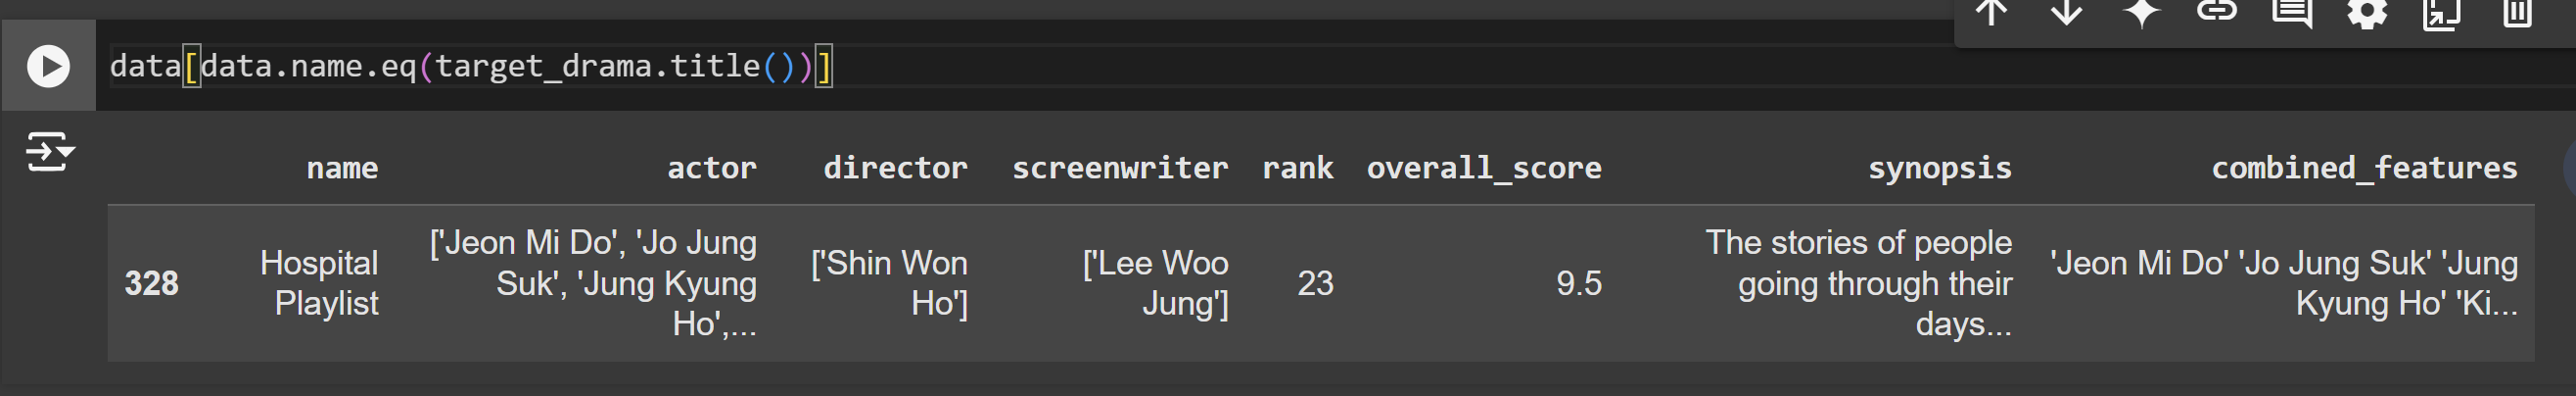 data[data.name.eq(target_drama.title())]
name actor director screenwriter rank overall_score synopsis combined_features
328 Hospital Playlist ['Jeon Mi Do', 'Jo Jung Suk', 'Jung Kyung Ho',... ['Shin Won Ho'] ['Lee Woo Jung'] 23 9.5 The stories of people going through their days... 'Jeon Mi Do' 'Jo Jung Suk' 'Jung Kyung Ho' 'Ki...